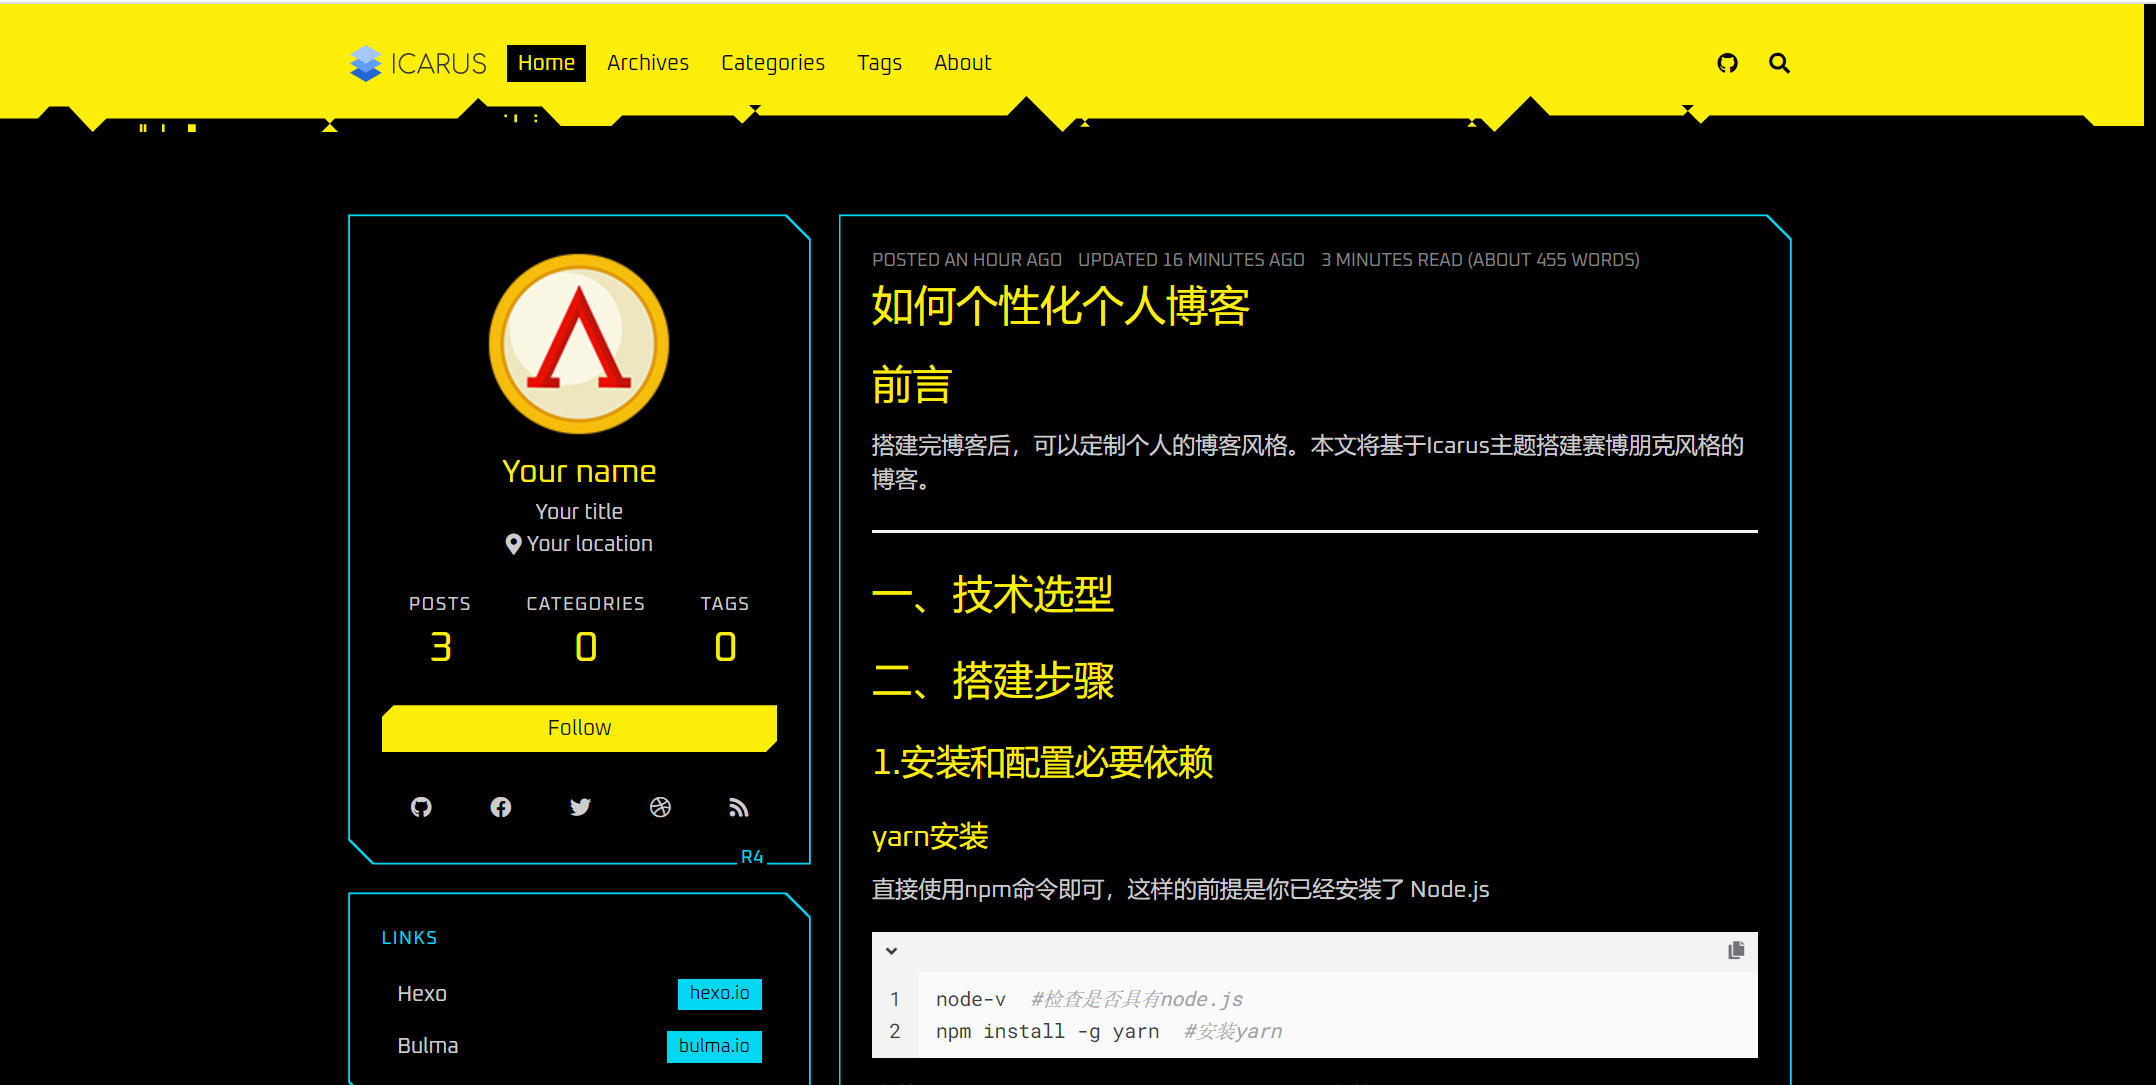 ICARUS Home Archives Categories Tags About
Your name
Your title
Your location
POSTS CATEGORIES TAGS
3 0 0
Follow
R4
LINKS
Hexo hexo.io
Bulma bulma.io
POSTED AN HOUR AGO UPDATED 16 MINUTES AGO 3 MINUTES READ (ABOUT 455 WORDS)
如何个性化个人博客
前言
搭建完博客后，可以定制个人的博客风格。本文将基于Icarus主题搭建赛博朋克风格的
博客。
一、技术选型
二、搭建步骤
1.安装和配置必要依赖
yarn安装
直接使用npm命令即可，这样的前提是你已经安装了 Node.js
1 node-v #检查是否具有node.js
2 npm install -g yarn #安装yarn